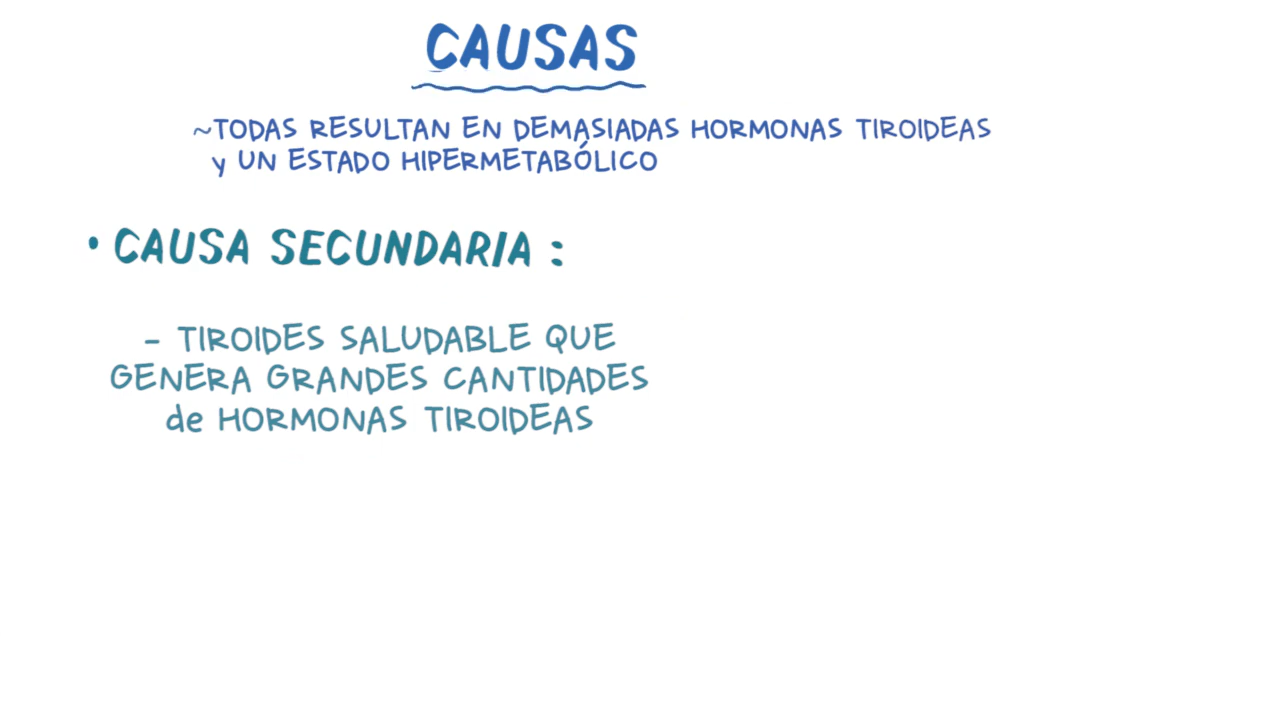 CAUSAS
~TODAS RESULTAN EN DEMASIADAS HORMONAS TIROIDEAS
y UN ESTADO HIPERMETABÓLICO
• CAUSA SECUNDARIA :
- TIROIDES SALUDABLE QUE
GENERA GRANDES CANTIDADES
de HORMONAS TIROIDEAS